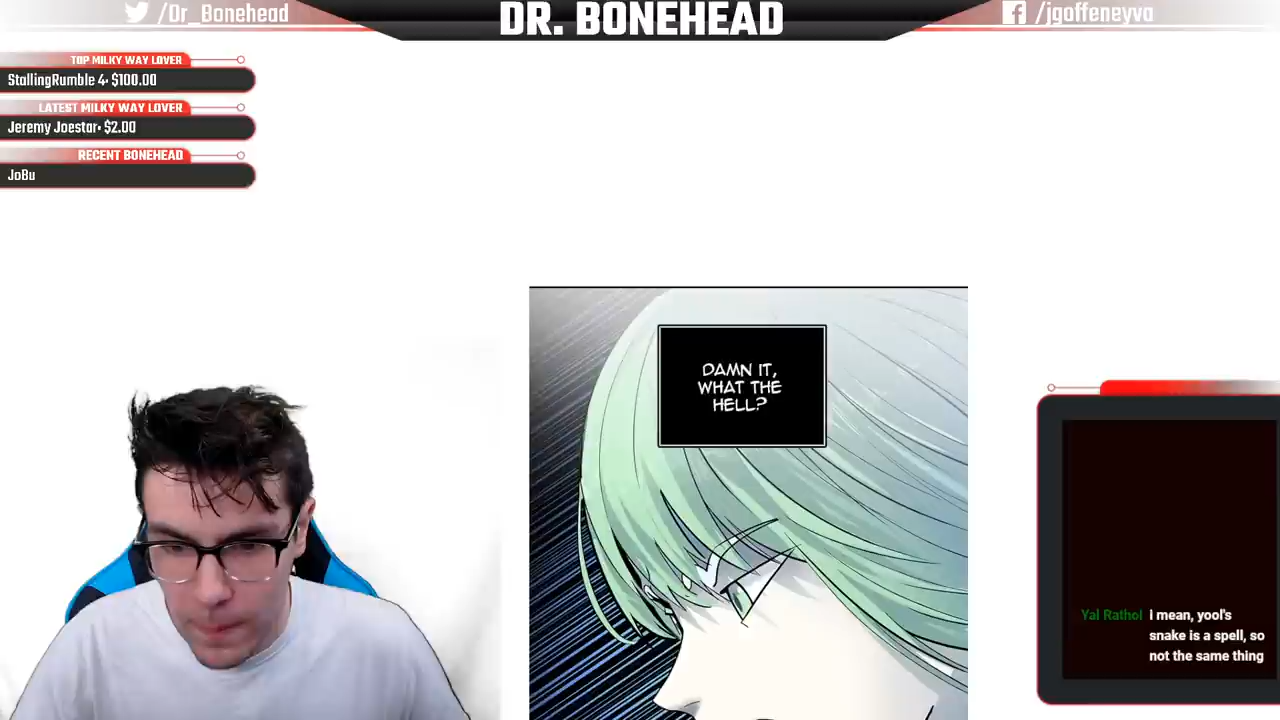 /Dr_Bonehead
DR. BONEHEAD
/jgoffeneyva
TOP MILKY WAY LOVER
StallingRumble 4• $100.00
LATEST MILKY WAY LOVER
Jeremy Joestar• $2.00
RECENT BONEHEAD
JoBu
DAMN IT,
WHAT THE
HELL?
Yal Rathol i mean, yool's
snake is a spell, so
not the same thing